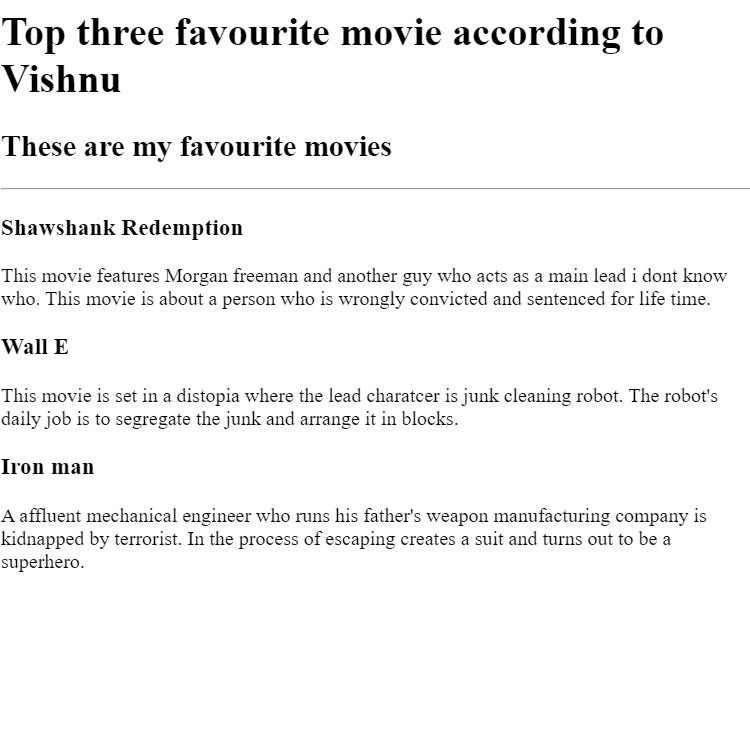 Top three favourite movie according to
Vishnu
These are my favourite movies
Shawshank Redemption
This movie features Morgan freeman and another guy who acts as a main lead i dont know
who. This movie is about a person who is wrongly convicted and sentenced for life time.
Wall E
This movie is set in a distopia where the lead charatcer is junk cleaning robot. The robot's
daily job is to segregate the junk and arrange it in blocks.
Iron man
A affluent mechanical engineer who runs his father's weapon manufacturing company is
kidnapped by terrorist. In the process of escaping creates a suit and turns out to be a
superhero.